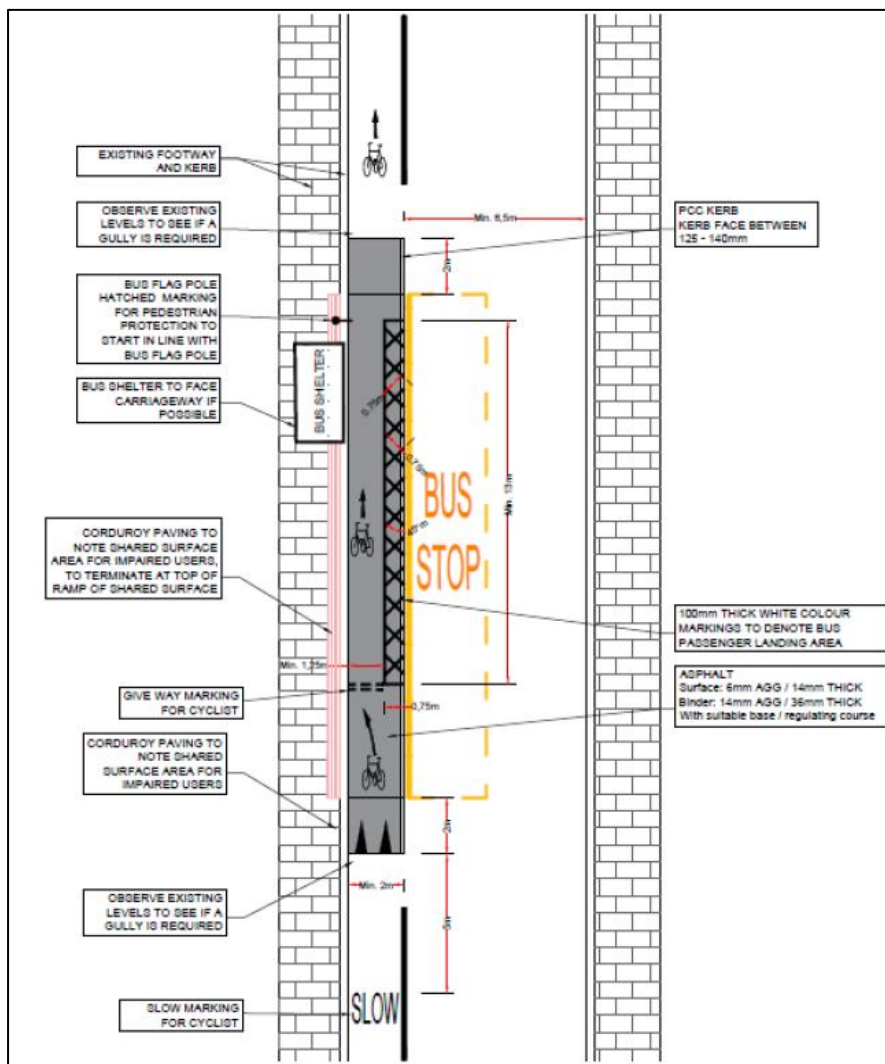 EXISTING FOOTWAY
AND KERB
OBSERVE EXISTING
LEVELS TO SEE IF A
GULLY IS REQUIRED
BUS FLAG POLE
HATCHED MARKING
FOR PEDESTRIAN
PROTECTION TO
START IN LINE WITH
BUS FLAG POLE
BUS SHELTER TO FACE
CARRIAGEWAY IF
POSSIBLE
CORDUROY PAVING TO
NOTE SHARED SURFACE
AREA FOR IMPAIRED USERS,
TO TERMINATE AT TOP OF
RAMP OF SHARED SURFACE
GIVE WAY MARKING
FOR CYCLIST
CORDUROY PAVING TO
NOTE SHARED
SURFACE AREA FOR
IMPAIRED USERS
OBSERVE EXISTING
LEVELS TO SEE IF A
GULLY IS REQUIRED
SLOW MARKING
FOR CYCLIST
BUS SHELTER
Min. 1,25m
0.75m
0.75m
0,75m
Min. 2m
SLOW
Min. 6,5m
2m
Min. 13m
BUS
STOP
2m
5m
PCC KERB
KERB FACE BETWEEN
125 - 140mm
100mm THICK WHITE COLOUR
MARKINGS TO DENOTE BUS
PASSENGER LANDING AREA
ASPHALT
Surface: 6mm AGG / 14mm THICK
Binder: 14mm AGG / 36mm THICK
With suitable base / regulating course